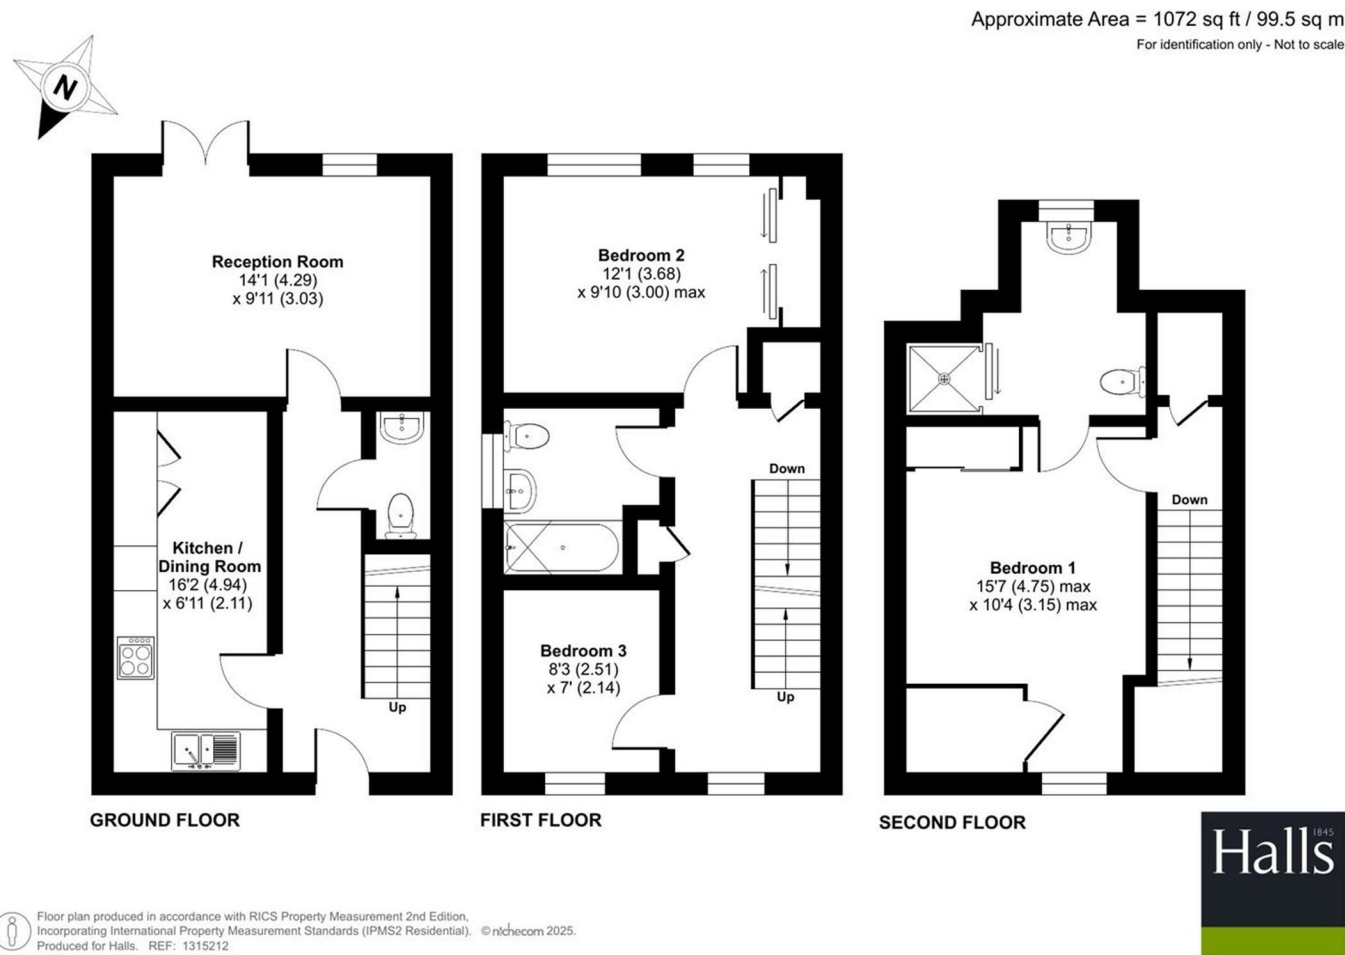 Approximate Area = 1072 sq ft / 99.5 sq m
For identification only - Not to scale
N
Reception Room
14'1 (4.29)
x 9'11 (3.03)
Kitchen /
Dining Room
16'2 (4.94)
x 6'11 (2.11)
Up
GROUND FLOOR
Bedroom 2
12'1 (3.68)
x 9'10 (3.00) max
Down
Bedroom 3
8'3 (2.51)
x 7' (2.14)
Up
FIRST FLOOR
Down
Bedroom 1
15'7 (4.75) max
x 10'4 (3.15) max
SECOND FLOOR
1845
Halls
Floor plan produced in accordance with RICS Property Measurement 2nd Edition,
Incorporating International Property Measurement Standards (IPMS2 Residential). © nichecom 2025.
Produced for Halls. REF: 1315212